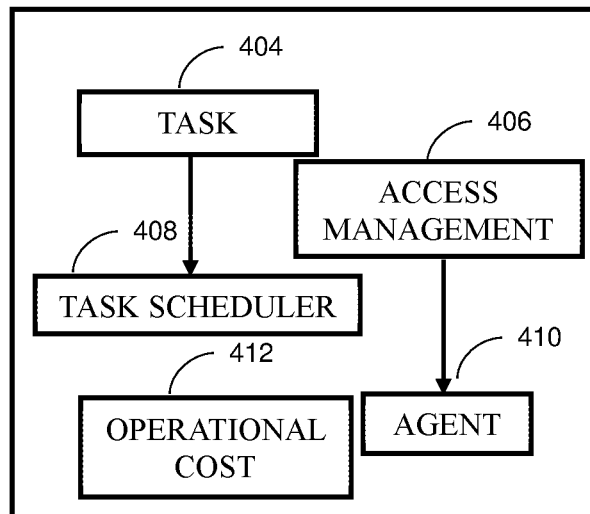 404
TASK
406
ACCESS
MANAGEMENT
408
TASK SCHEDULER
412
410
OPERATIONAL
COST
AGENT